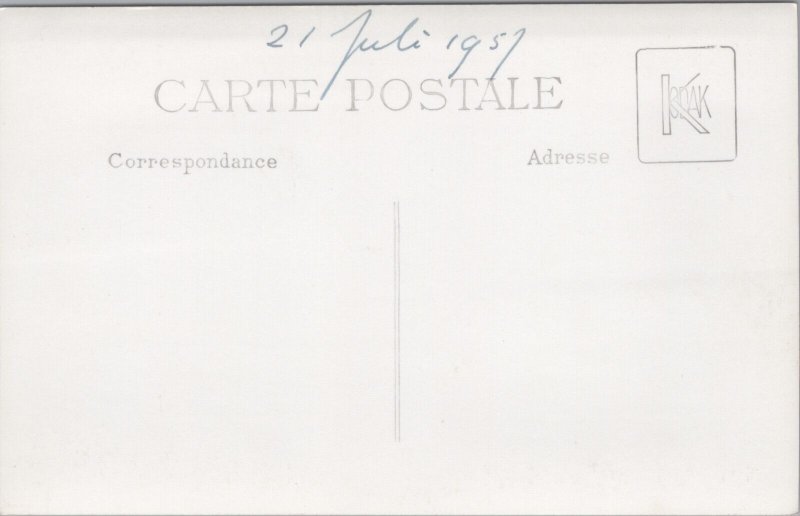 21 Juli 1957
CARTE POSTALE
KODAK
Correspondance
Adresse